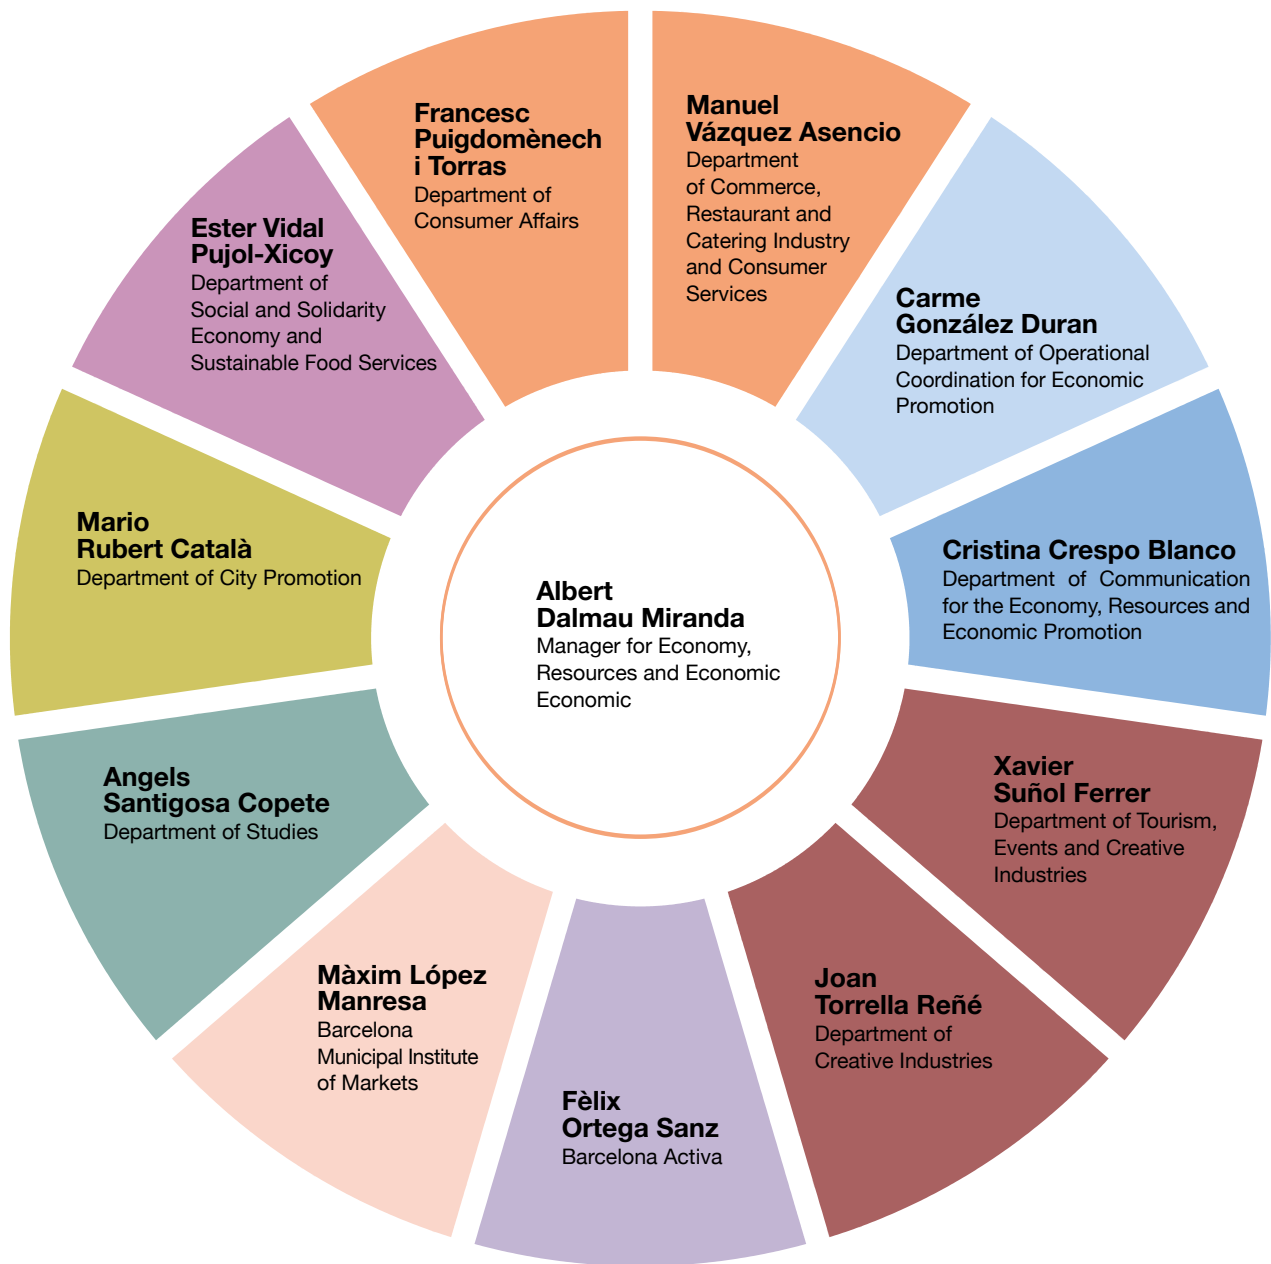 Francesc
Puigdomènech
i Torras
Department of
Consumer Affairs
Manuel
Vázquez Asencio
Department
of Commerce,
Restaurant and
Catering Industry
and Consumer
Services
Ester Vidal
Pujol-Xicoy
Department of
Social and Solidarity
Economy and
Sustainable Food Services
Carme
González Duran
Department of Operational
Coordination for Economic
Promotion
Mario
Rubert Català
Department of City Promotion
Cristina Crespo Blanco
Department of Communication
for the Economy, Resources and
Economic Promotion
Albert
Dalmau Miranda
Manager for Economy,
Resources and Economic
Economic
Angels
Santigosa Copete
Department of Studies
Xavier
Suñol Ferrer
Department of Tourism,
Events and Creative
Industries
Màxim López
Manresa
Barcelona
Municipal Institute
of Markets
Joan
Torrella Reñé
Department of
Creative Industries
Fèlix
Ortega Sanz
Barcelona Activa